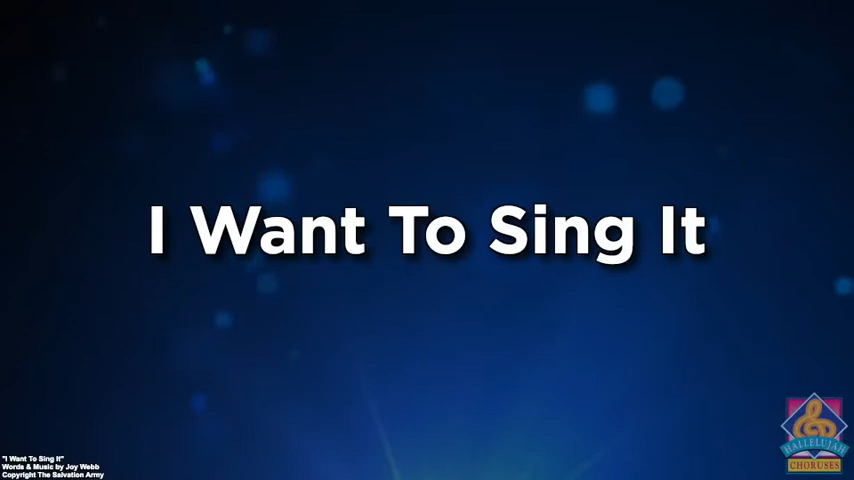 I Want To Sing It
"I Want To Sing It"
Words & Music by Joy Webb
Copyright The Salvation Army
HALLELUJAH
CHORUSES